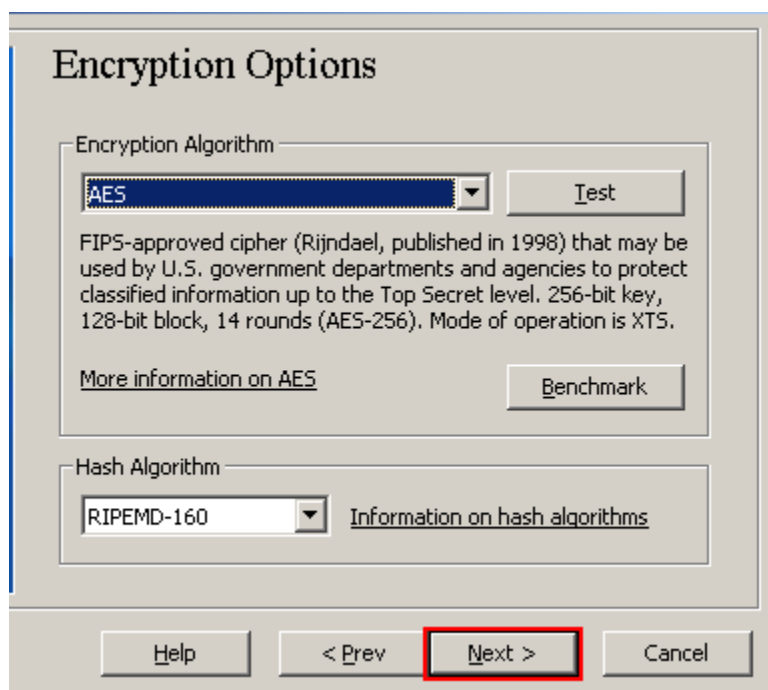 Encryption Options
Encryption Algorithm
AES
Test
FIPS-approved cipher (Rijndael, published in 1998) that may be
used by U.S. government departments and agencies to protect
classified information up to the Top Secret level. 256-bit key,
128-bit block, 14 rounds (AES-256). Mode of operation is XTS.
More information on AES
Benchmark
Hash Algorithm
RIPEMD-160
Information on hash algorithms
Help
< Prev
Next >
Cancel